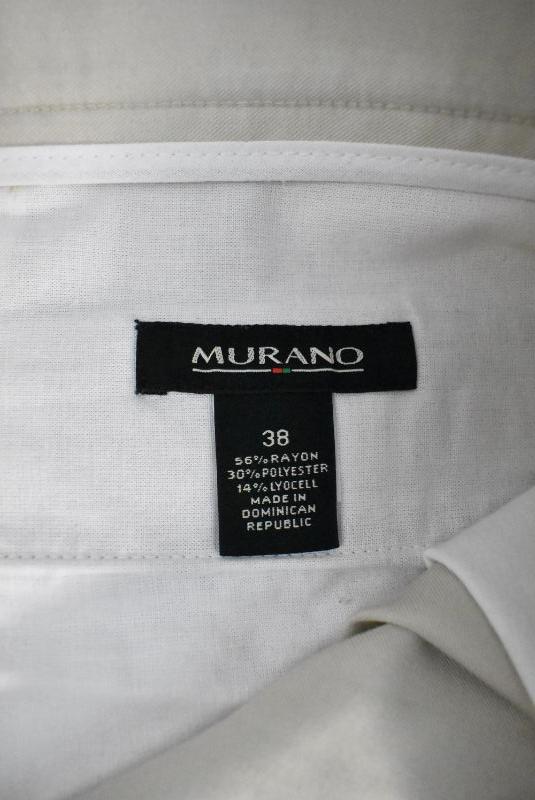 MURANO
38
56% RAYON
30% POLYESTER
14% LYOCELL
MADE IN
DOMINICAN
REPUBLIC